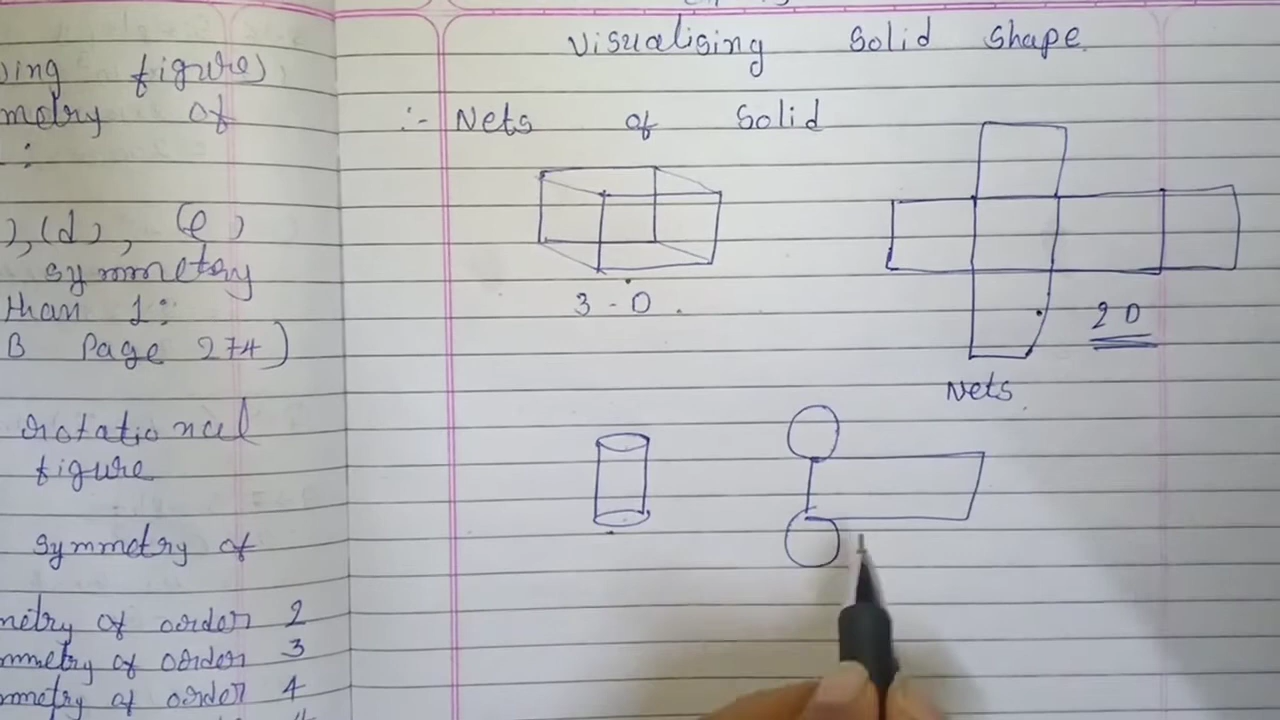 ing figure)
metry of
:
), (d), (e)
symmetry
than 1:
B Page 274)
rotational
figure
symmetry of
metry of order 2
mmetry of order 3
mmetry of order 4
Visualising Solid Shape
:- Nets of Solid
3-D.
2D
Nets.